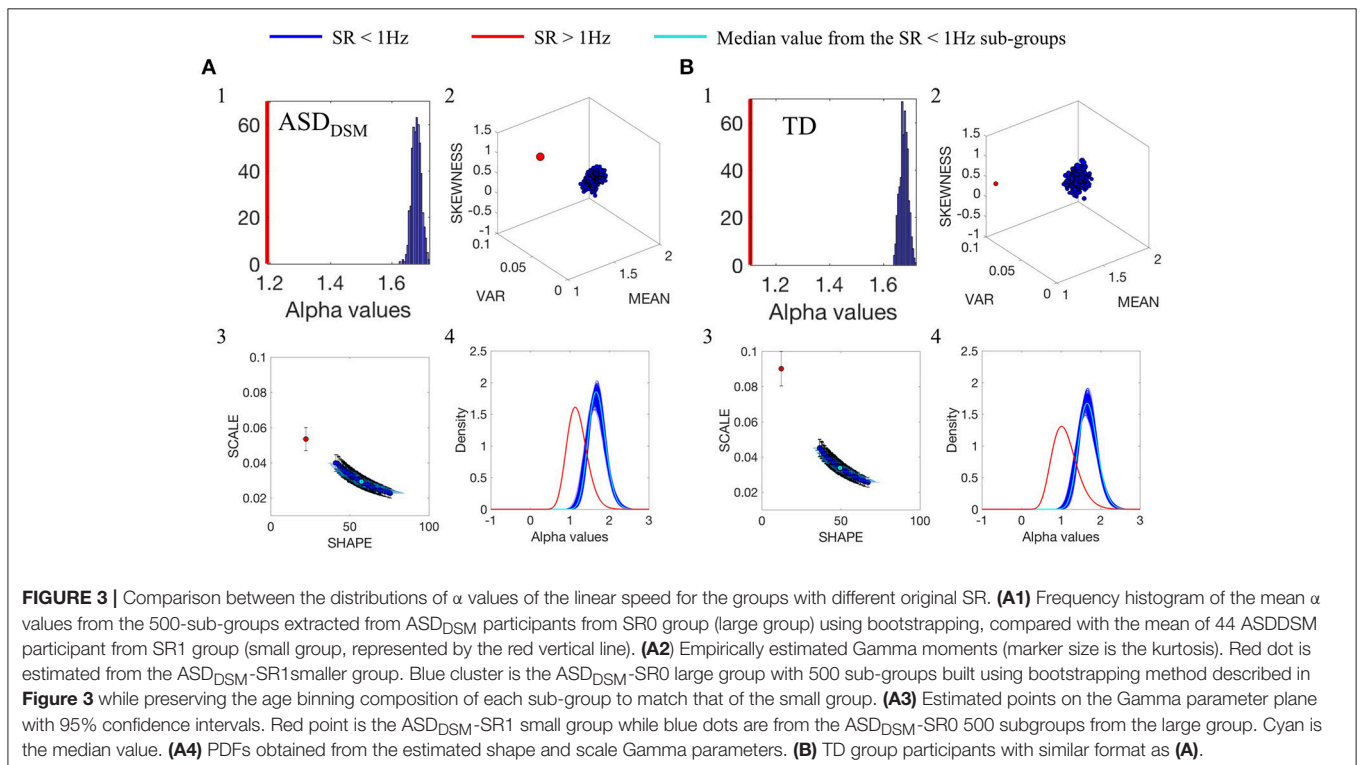 SR < 1Hz
SR > 1Hz
Median value from the SR < 1Hz sub-groups
A
1
ASD_DSM
60
40
20
0
1.2 1.4 1.6
Alpha values
2
SKEWNESS
1.5
1
0.5
0
-0.5
-1
0.1
0.05
0
VAR
1
1.5
2
MEAN
3
SCALE
0.1
0.08
0.06
0.04
0.02
0 50 100
SHAPE
4
Density
2.5
2
1.5
1
0.5
0
-1 0 1 2 3
Alpha values
B
1
TD
60
40
20
0
1.2 1.4 1.6
Alpha values
2
SKEWNESS
1.5
1
0.5
0
-0.5
-1
0.1
0.05
0
VAR
1
1.5
2
MEAN
3
SCALE
0.1
0.08
0.06
0.04
0.02
0 50 100
SHAPE
4
Density
2.5
2
1.5
1
0.5
0
-1 0 1 2 3
Alpha values
FIGURE 3 | Comparison between the distributions of α values of the linear speed for the groups with different original SR. (A1) Frequency histogram of the mean α
values from the 500-sub-groups extracted from ASD_DSM participants from SR0 group (large group) using bootstrapping, compared with the mean of 44 ASDDSM
participant from SR1 group (small group, represented by the red vertical line). (A2) Empirically estimated Gamma moments (marker size is the kurtosis). Red dot is
estimated from the ASD_DSM-SR1smaller group. Blue cluster is the ASD_DSM-SR0 large group with 500 sub-groups built using bootstrapping method described in
Figure 3 while preserving the age binning composition of each sub-group to match that of the small group. (A3) Estimated points on the Gamma parameter plane
with 95% confidence intervals. Red point is the ASD_DSM-SR1 small group while blue dots are from the ASD_DSM-SR0 500 subgroups from the large group. Cyan is
the median value. (A4) PDFs obtained from the estimated shape and scale Gamma parameters. (B) TD group participants with similar format as (A).